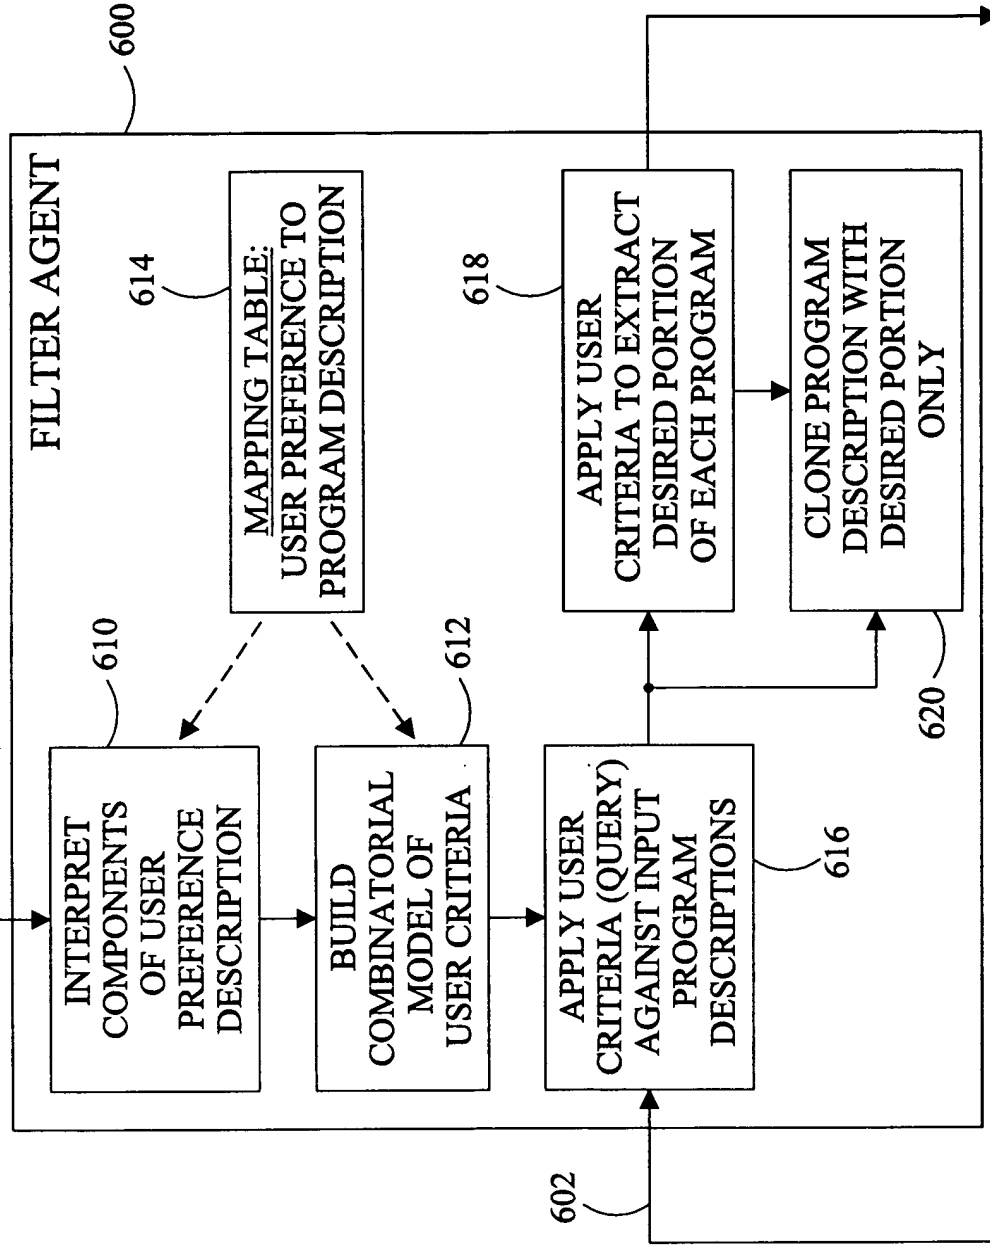 FILTER AGENT
600
610
INTERPRET
COMPONENTS
OF USER
PREFERENCE
DESCRIPTION
614
MAPPING TABLE:
USER PREFERENCE TO
PROGRAM DESCRIPTION
612
BUILD
COMBINATORIAL
MODEL OF
USER CRITERIA
602
APPLY USER
CRITERIA (QUERY)
AGAINST INPUT
PROGRAM
DESCRIPTIONS
616
618
APPLY USER
CRITERIA TO EXTRACT
DESIRED PORTION
OF EACH PROGRAM
CLONE PROGRAM
DESCRIPTION WITH
DESIRED PORTION
ONLY
620